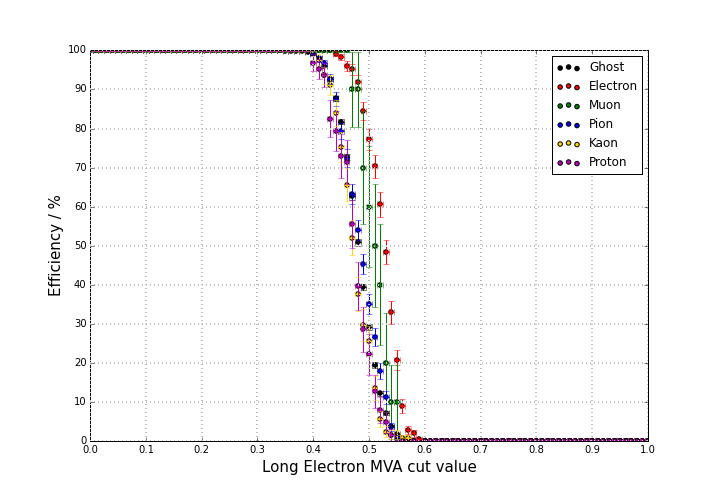 100
90
80
70
60
50
40
30
20
10
0
Efficiency / %
Ghost
Electron
Muon
Pion
Kaon
Proton
0.0 0.1 0.2 0.3 0.4 0.5 0.6 0.7 0.8 0.9 1.0
Long Electron MVA cut value